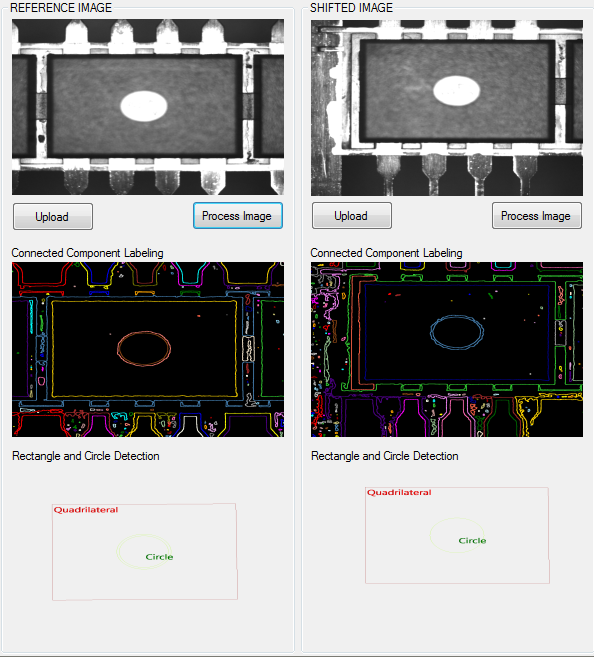 REFERENCE IMAGE
Upload
Process Image
Connected Component Labeling
Rectangle and Circle Detection
Quadrilateral
Circle
SHIFTED IMAGE
Upload
Process Image
Connected Component Labeling
Rectangle and Circle Detection
Quadrilateral
Circle